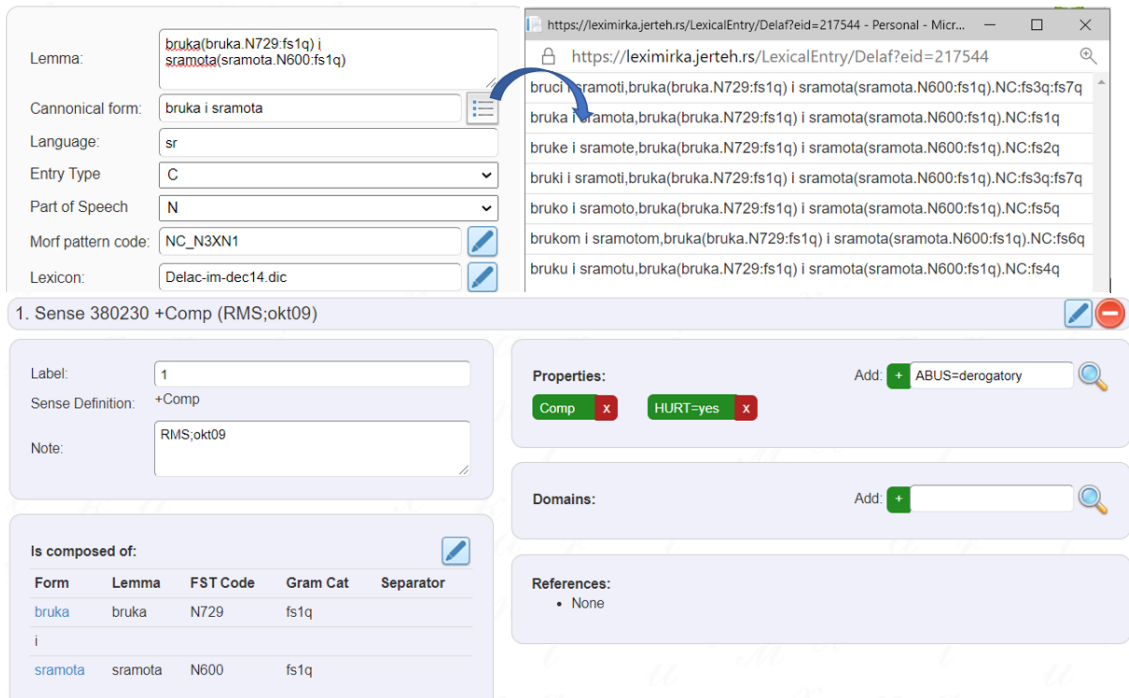 Lemma:
bruka(bruka.N729:fs1q) i
sramota(sramota.N600:fs1q)
Cannonical form:
bruka i sramota
Language:
sr
Entry Type
C
Part of Speech
N
Morf pattern code:
NC_N3XN1
Lexicon:
Delac-im-dec14.dic
https://leximirka.jerteh.rs/LexicalEntry/Delaf?eid=217544 - Personal - Micr...
https://leximirka.jerteh.rs/LexicalEntry/Delaf?eid=217544
bruci i sramoti,bruka(bruka.N729:fs1q) i sramota(sramota.N600:fs1q).NC:fs3q:fs7q
bruka i sramota,bruka(bruka.N729:fs1q) i sramota(sramota.N600:fs1q).NC:fs1q
bruke i sramote,bruka(bruka.N729:fs1q) i sramota(sramota.N600:fs1q).NC:fs2q
bruki i sramoti,bruka(bruka.N729:fs1q) i sramota(sramota.N600:fs1q).NC:fs3q:fs7q
bruko i sramoto,bruka(bruka.N729:fs1q) i sramota(sramota.N600:fs1q).NC:fs5q
brukom i sramotom,bruka(bruka.N729:fs1q) i sramota(sramota.N600:fs1q).NC:fs6q
bruku i sramotu,bruka(bruka.N729:fs1q) i sramota(sramota.N600:fs1q).NC:fs4q
1. Sense 380230 +Comp (RMS;okt09)
Label:
1
Sense Definition:
+Comp
Note:
RMS;okt09
Properties:
Add: + ABUS=derogatory
Comp x HURT=yes x
Domains:
Add: +
Is composed of:
Form Lemma FST Code Gram Cat Separator
bruka bruka N729 fs1q
i
sramota sramota N600 fs1q
References:
• None